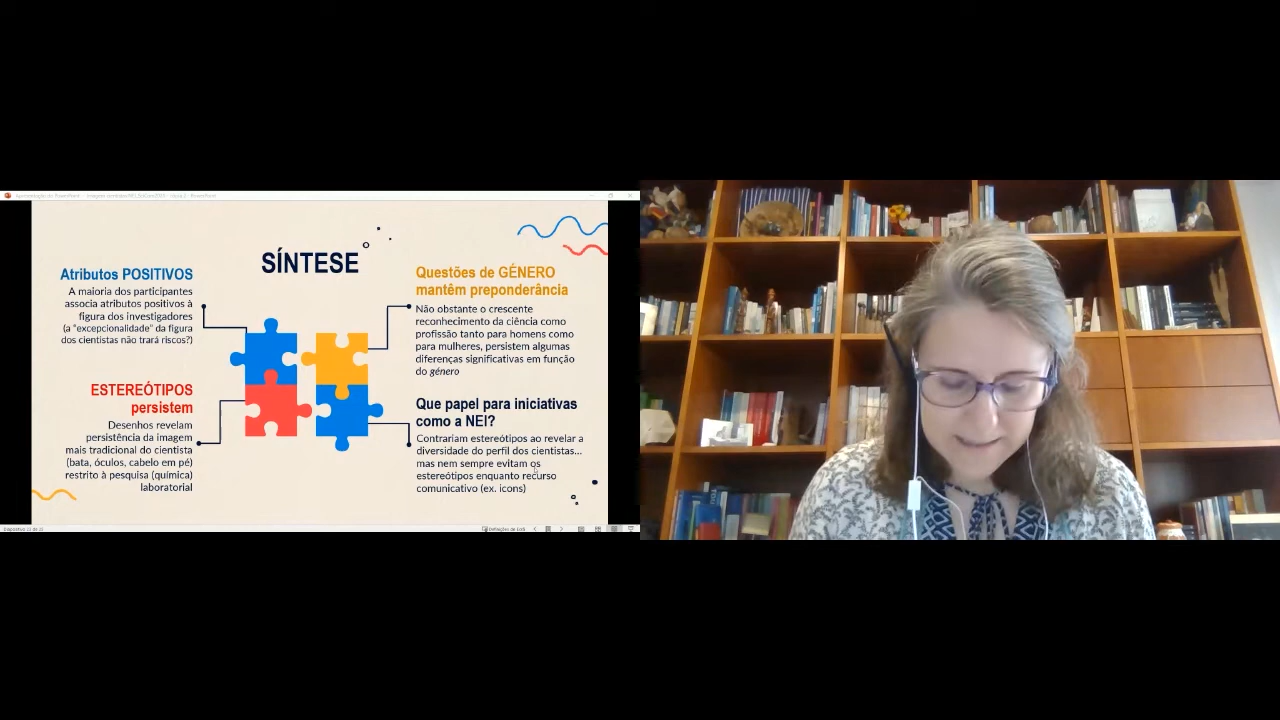 SÍNTESE
Atributos POSITIVOS
A maioria dos participantes
associa atributos positivos à
figura dos investigadores
(a “excepcionalidade” da figura
dos cientistas não trará riscos?)
ESTEREÓTIPOS
persistem
Desenhos revelam
persistência da imagem
mais tradicional do cientista
(bata, óculos, cabelo em pé)
restrito à pesquisa (química)
laboratorial
Questões de GÉNERO
mantêm preponderância
Não obstante o crescente
reconhecimento da ciência como
profissão tanto para homens como
para mulheres, persistem algumas
diferenças significativas em função
do género
Que papel para iniciativas
como a NEI?
Contrariam estereótipos ao revelar a
diversidade do perfil dos cientistas...
mas nem sempre evitam os
estereótipos enquanto recurso
comunicativo (ex. icons)